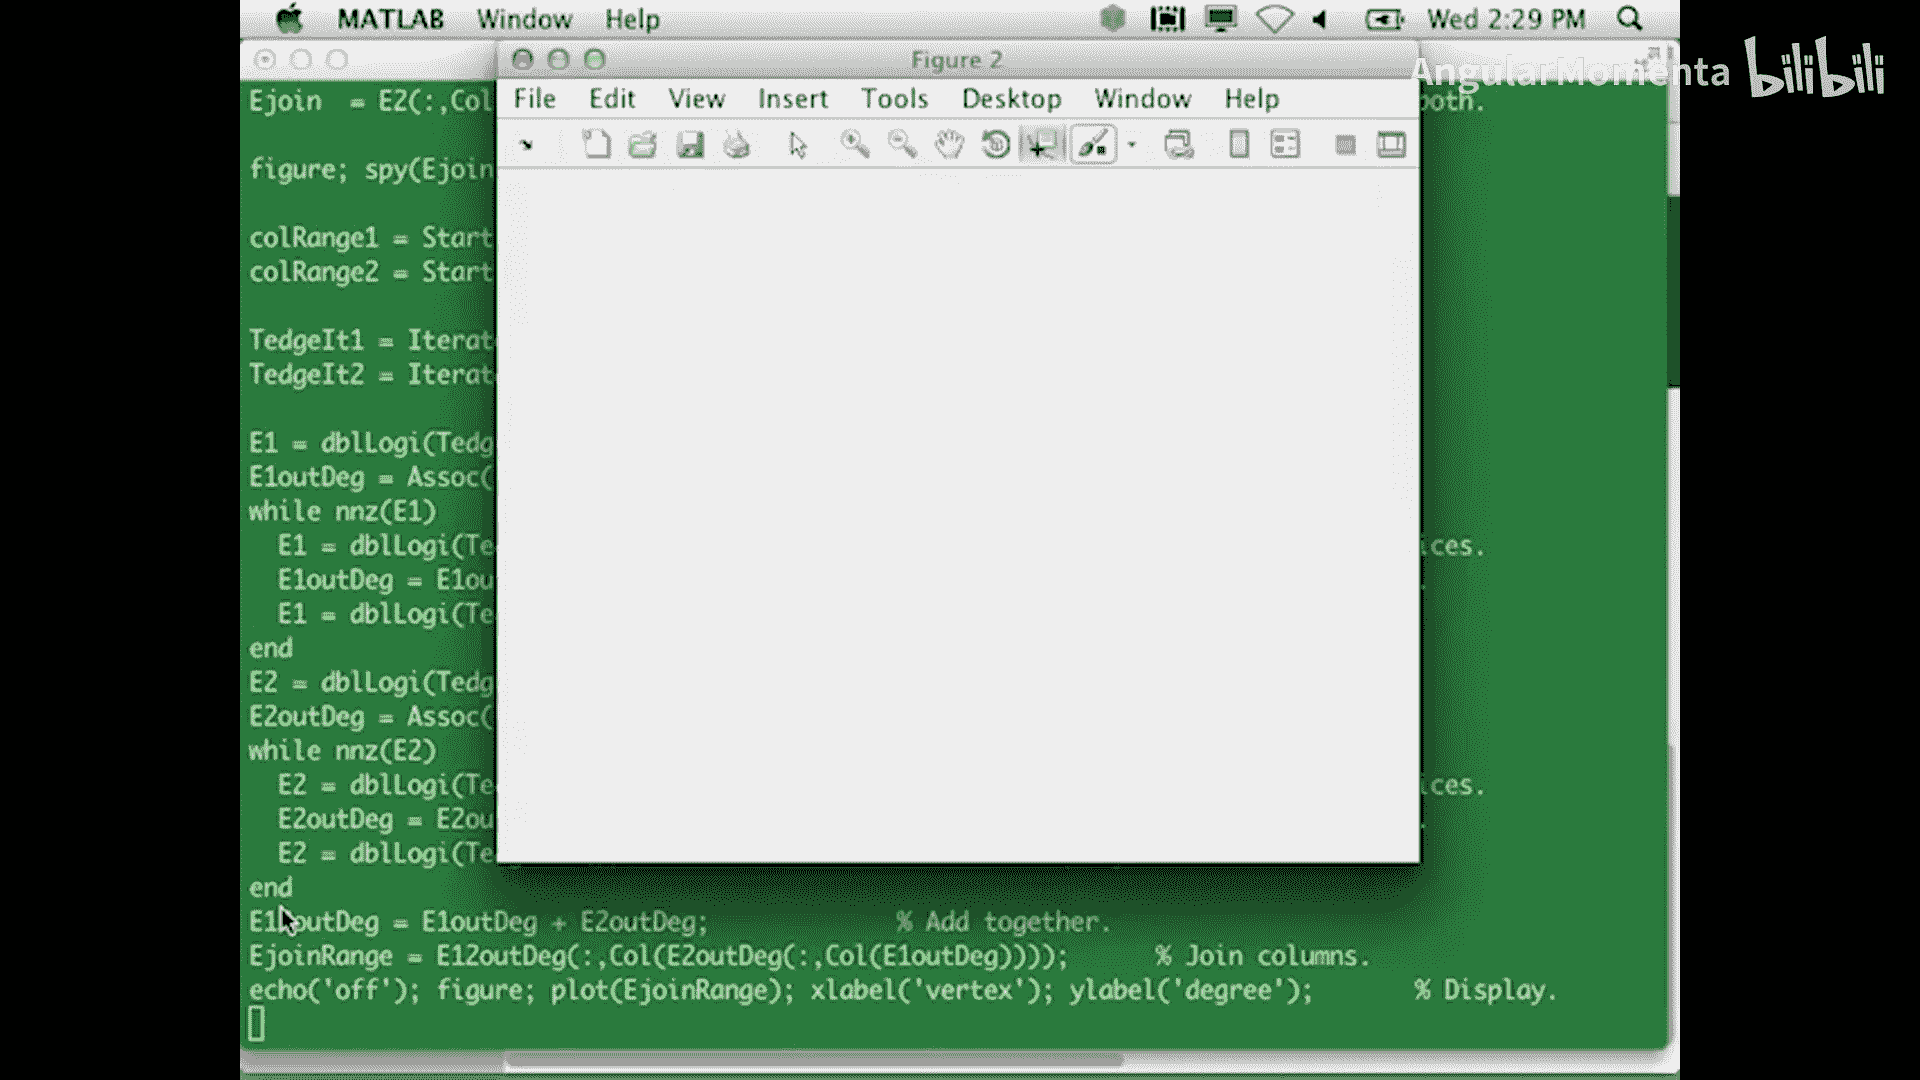 MATLAB Window Help Wed 2:29 PM
Figure 2
AngularMomenta bilibili
File Edit View Insert Tools Desktop Window Help
Ejoin = E2(:,Col both.
figure; spy(Ejoin
colRange1 = Start
colRange2 = Start
TedgeIt1 = Iterat
TedgeIt2 = Iterat
E1 = dblLogi(Tedg
E1outDeg = Assoc(
while nnz(E1)
E1 = dblLogi(Te ices.
E1outDeg = E1ou
E1 = dblLogi(Te
end
E2 = dblLogi(Tedg
E2outDeg = Assoc(
while nnz(E2)
E2 = dblLogi(Te ices.
E2outDeg = E2ou
E2 = dblLogi(Te
end
= E1outDeg + E2outDeg; % Add together.
EjoinRange = E12outDeg(:,Col(E2outDeg(:,Col(E1outDeg)))); % Join columns.
echo('off'); figure; plot(EjoinRange); xlabel('vertex'); ylabel('degree'); % Display.